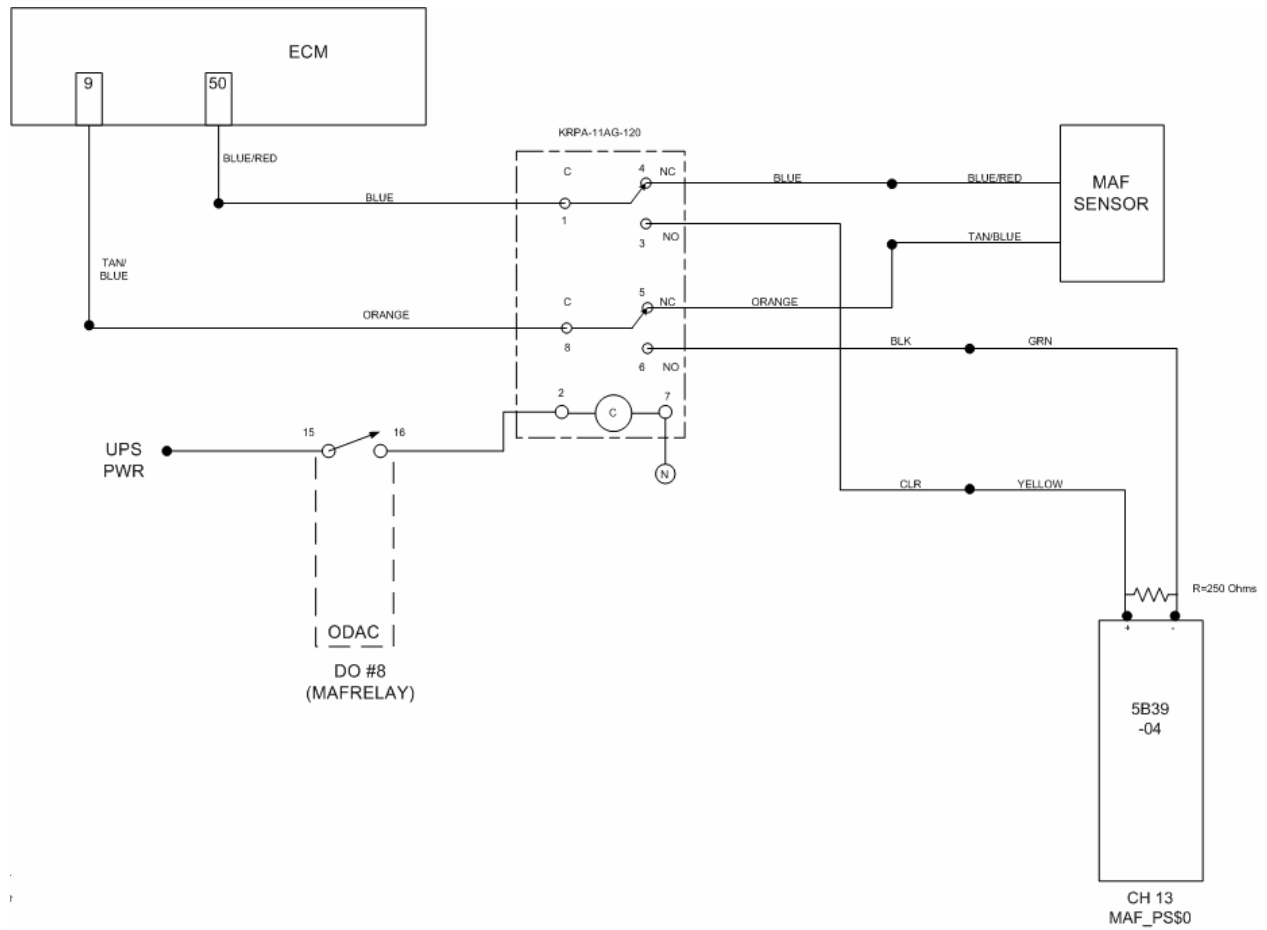 ECM
9
50
BLUE/RED
KRPA-11AG-120
C
4
NC
BLUE
BLUE
BLUE/RED
MAF
SENSOR
1
3
NO
TAN/BLUE
TAN/
BLUE
C
5
NC
ORANGE
ORANGE
8
6
NO
BLK
GRN
2
C
7
N
UPS
PWR
15
16
CLR
YELLOW
R=250 Ohms
+
-
ODAC
DO #8
(MAFRELAY)
5B39
-04
CH 13
MAF_PS$0